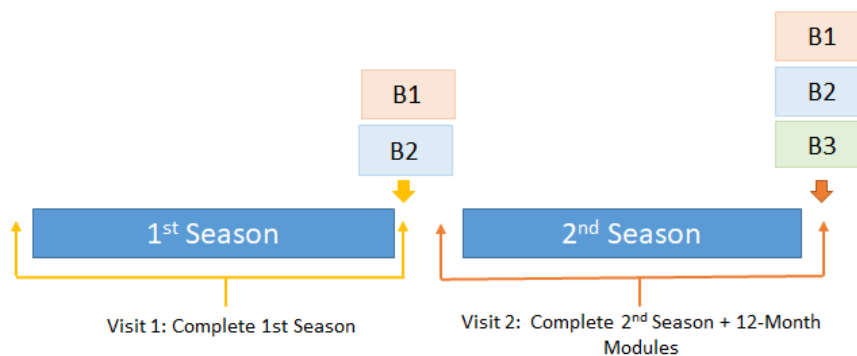 B1
B2
B1
B2
B3
1st Season
2nd Season
Visit 1: Complete 1st Season
Visit 2:  Complete 2nd Season + 12-Month
Modules